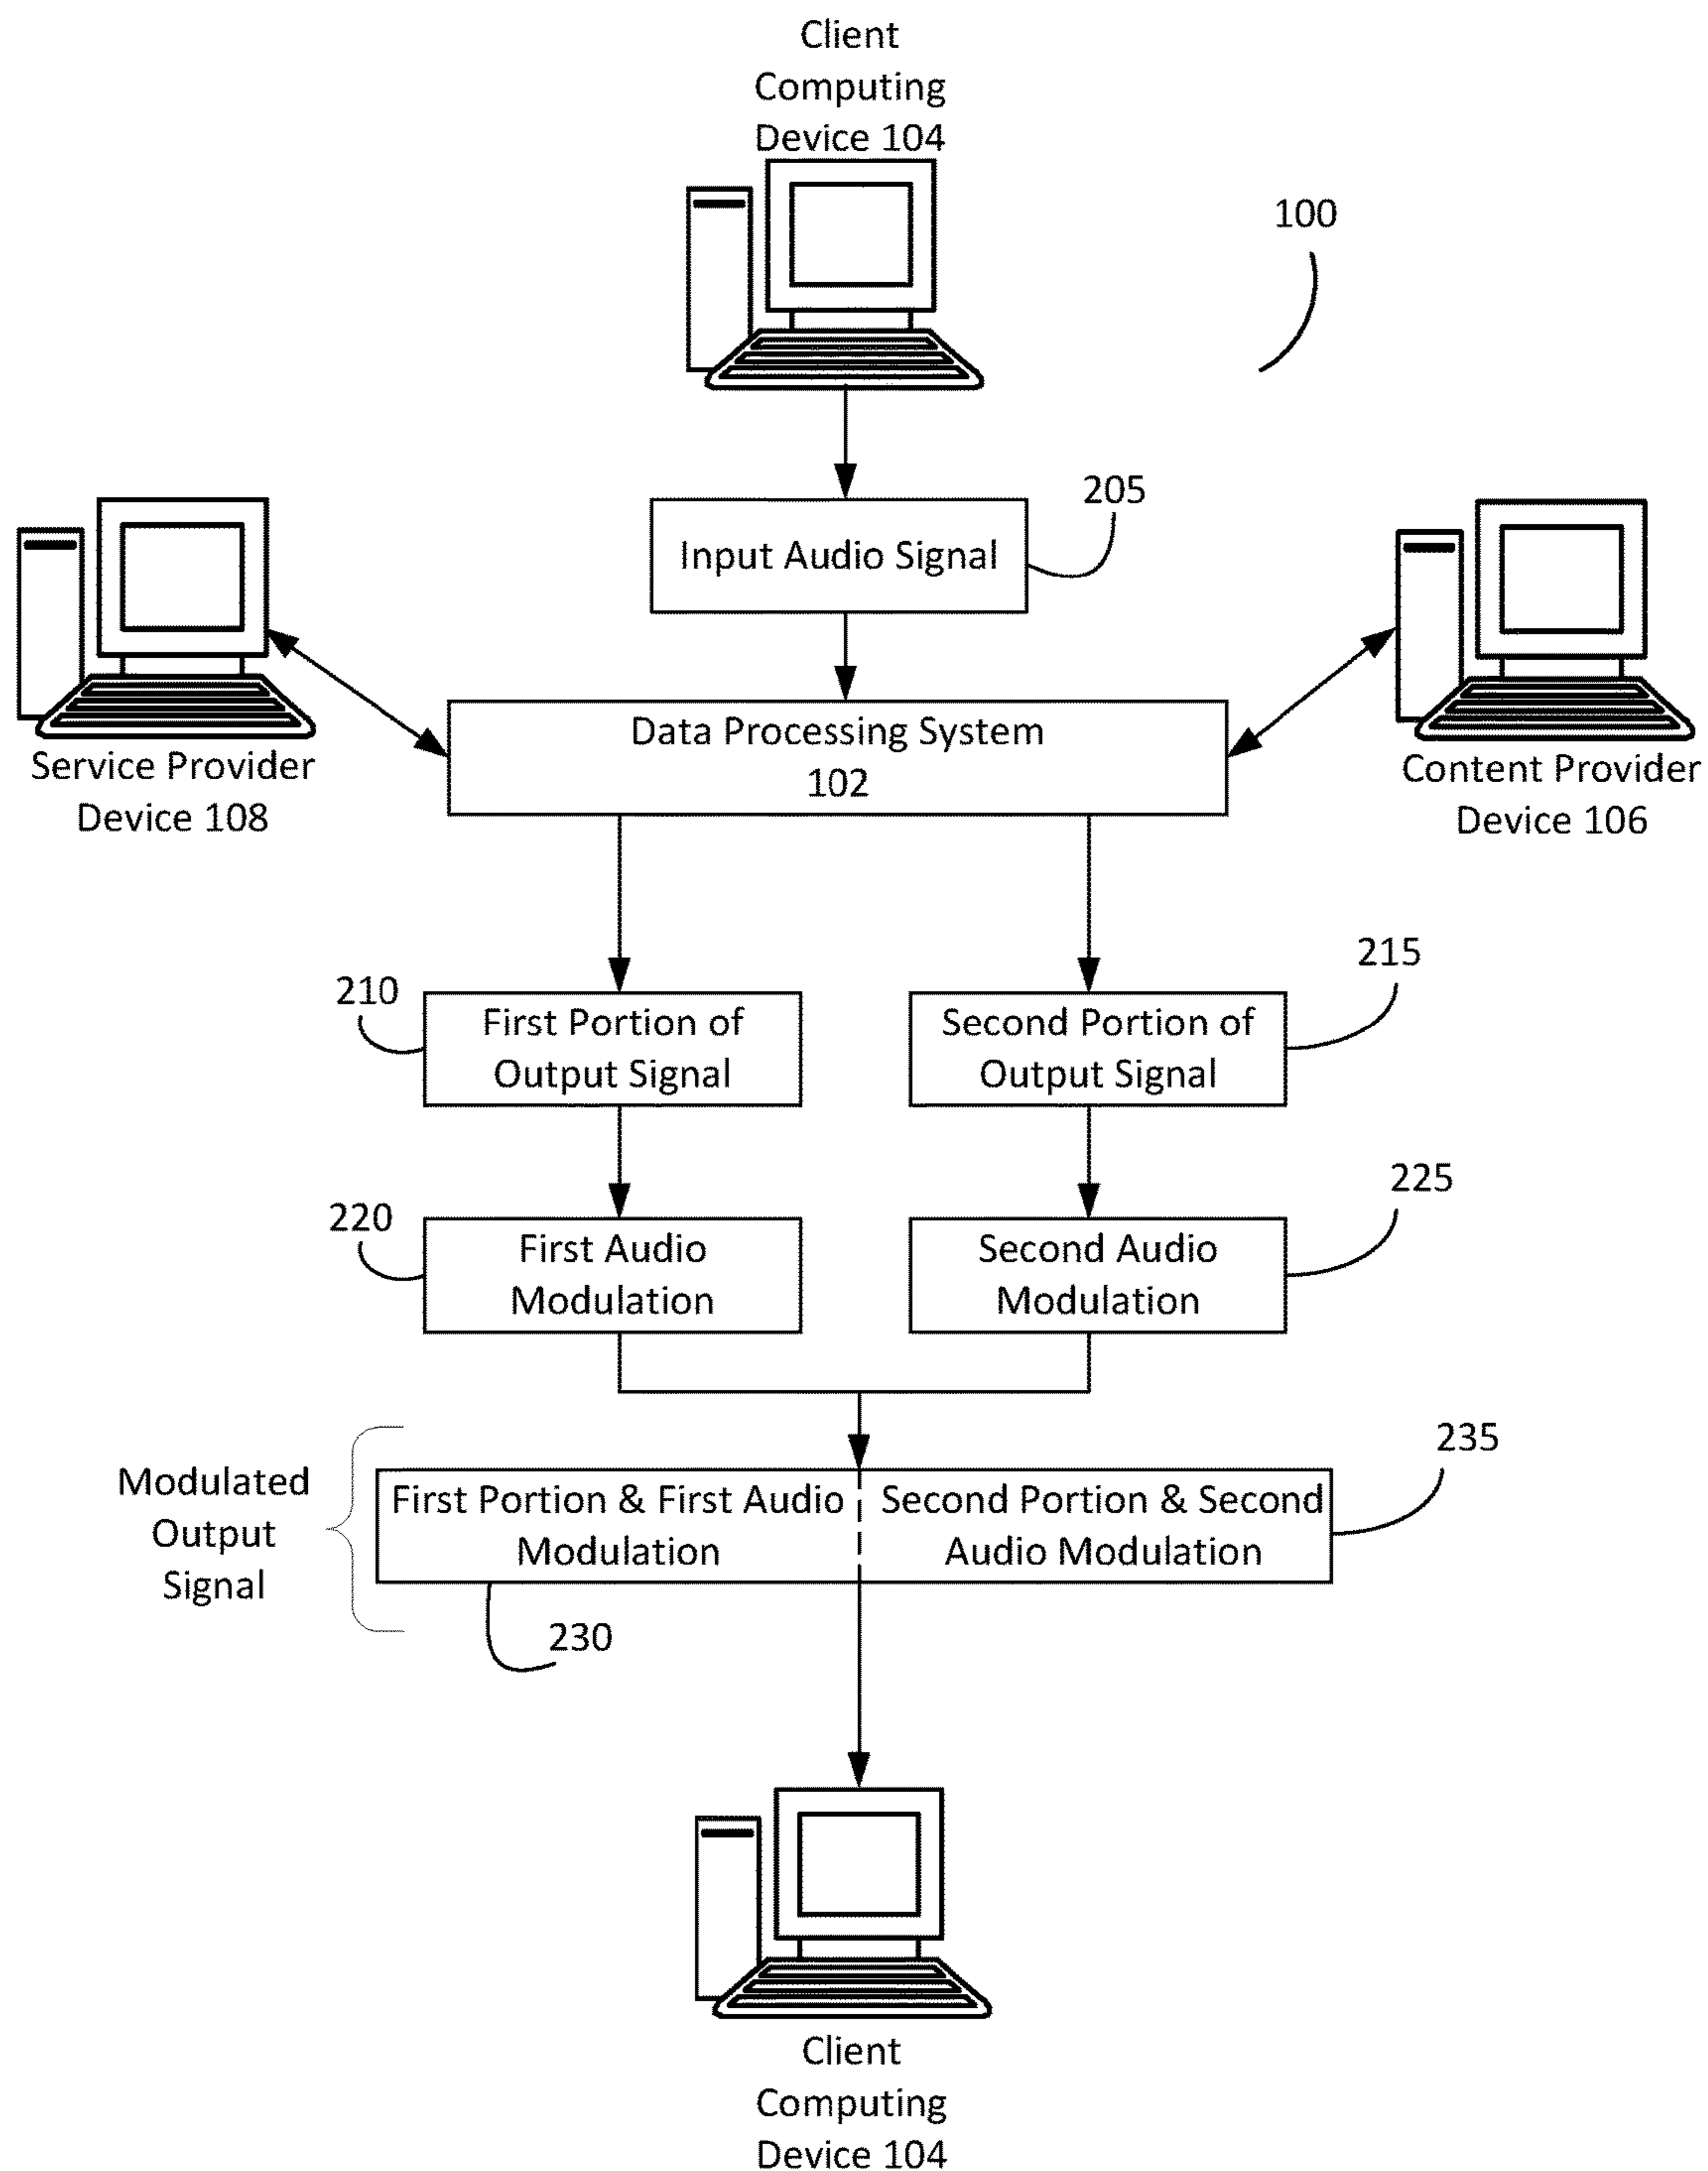 Client
Computing
Device 104
100
205
Input Audio Signal
Data Processing System
102
Service Provider
Device 108
Content Provider
Device 106
210
First Portion of
Output Signal
215
Second Portion of
Output Signal
220
First Audio
Modulation
225
Second Audio
Modulation
Modulated
Output
Signal
First Portion & First Audio
Modulation
Second Portion & Second
Audio Modulation
235
230
Client
Computing
Device 104